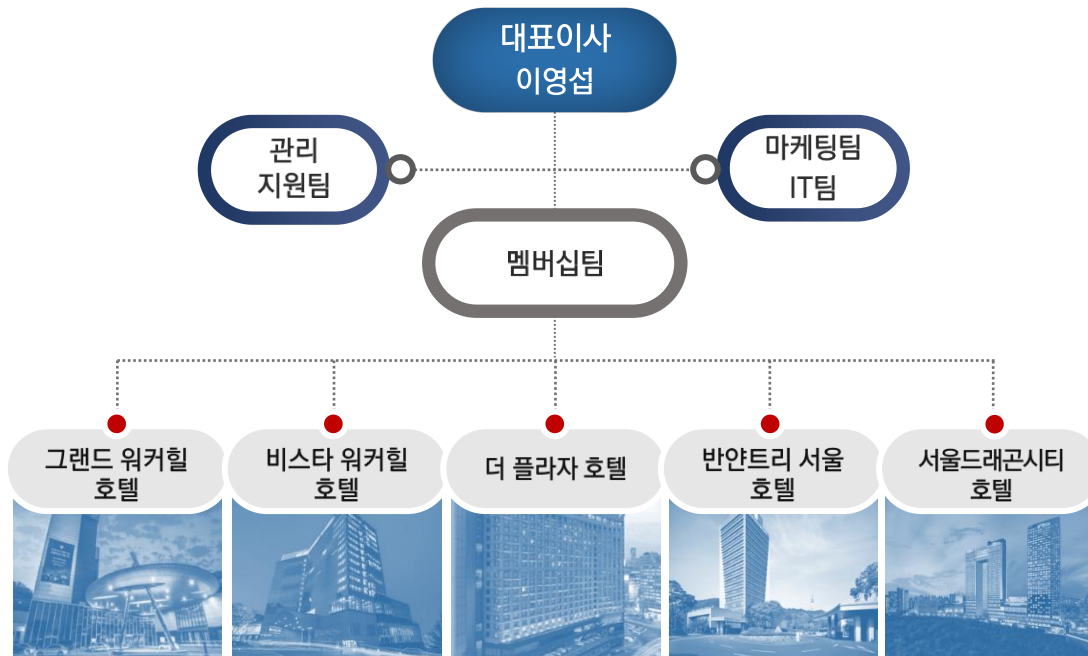 대표이사
이영섭
관리
지원팀
마케팅팀
IT팀
멤버십팀
그랜드 워커힐
호텔
비스타 워커힐
호텔
더 플라자 호텔
반얀트리 서울
호텔
서울드래곤시티
호텔